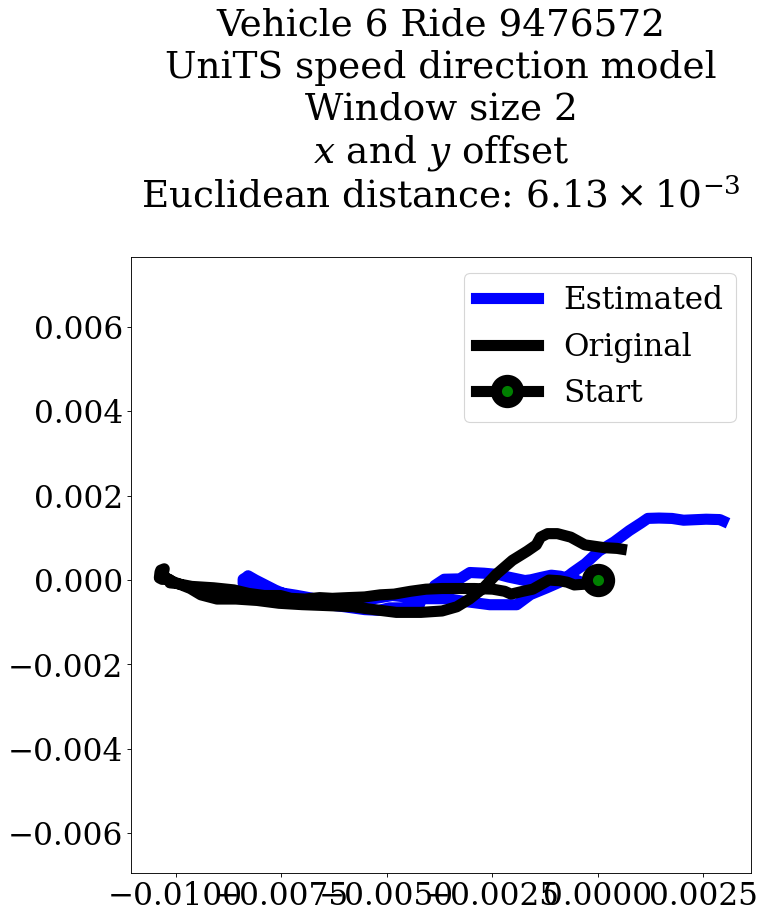 Vehicle 6 Ride 9476572
UniTS speed direction model
Window size 2
x and y offset
Euclidean distance: 6.13 × 10⁻³
Estimated
Original
Start
0.006
0.004
0.002
0.000
−0.002
−0.004
−0.006
−0.0100 −0.0075 −0.0050 −0.0025 0.0000 0.0025